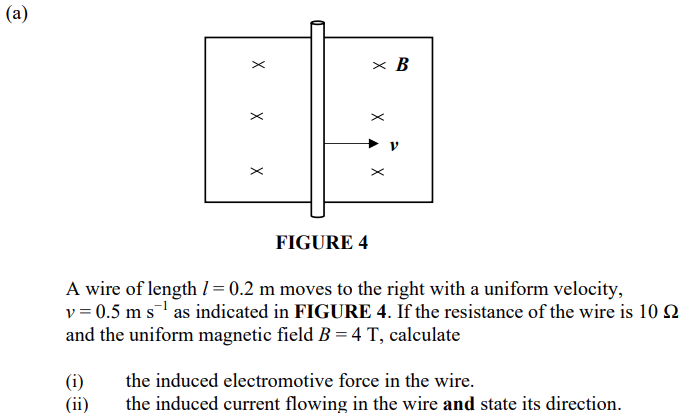 (a)
B
v
FIGURE 4
A wire of length l = 0.2 m moves to the right with a uniform velocity,
v = 0.5 m s⁻¹ as indicated in FIGURE 4. If the resistance of the wire is 10 Ω
and the uniform magnetic field B = 4 T, calculate
(i) the induced electromotive force in the wire.
(ii) the induced current flowing in the wire and state its direction.